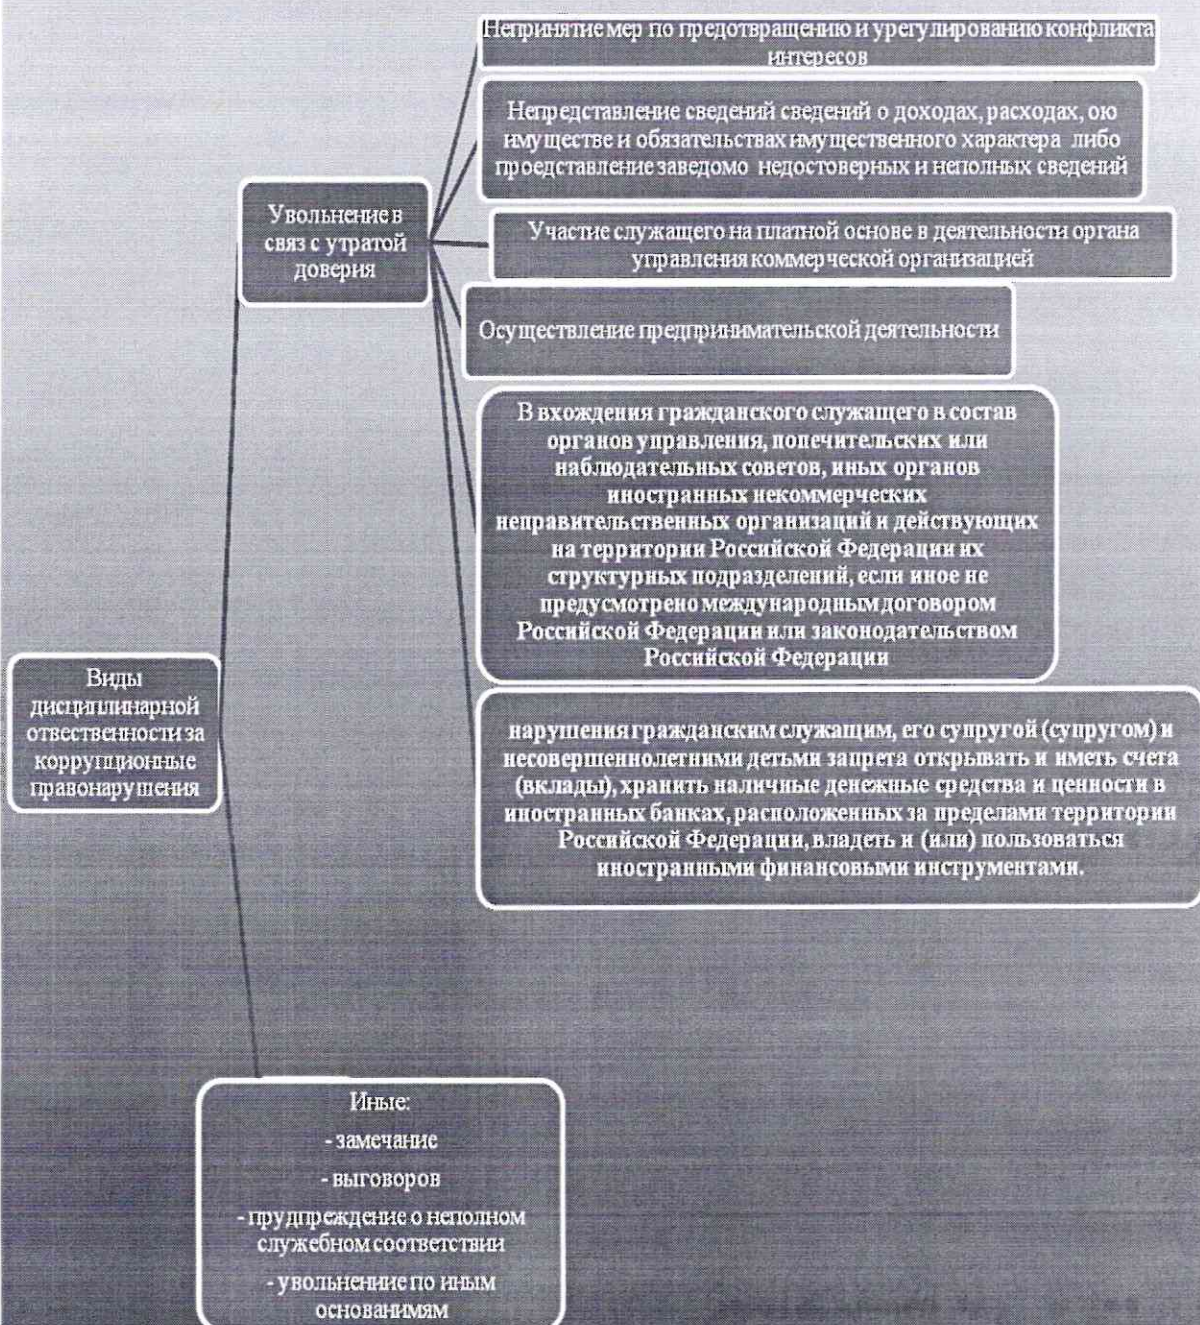 Непринятие мер по предотвращению и урегулированию конфликта
интересов
Непредставление сведений сведений о доходах, расходах, ою
имуществе и обязательствах имущественного характера либо
проедставление заведомо недостоверных и неполных сведений
Увольнение в
связ с утратой
доверия
Участие служащего на платной основе в деятельности органа
управления коммерческой организацией
Осуществление предпринимательской деятельности
В вхождения гражданского служащего в состав
органов управления, попечительских или
наблюдательных советов, иных органов
иностранных некоммерческих
неправительственных организаций и действующих
на территории Российской Федерации их
структурных подразделений, если иное не
предусмотрено международным договором
Российской Федерации или законодательством
Российской Федерации
Виды
дисциплинарной
отвественности за
коррупционные
правонарушения
нарушения гражданским служащим, его супругой (супругом) и
несовершеннолетними детьми запрета открывать и иметь счета
(вклады), хранить наличные денежные средства и ценности в
иностранных банках, расположенных за пределами территории
Российской Федерации, владеть и (или) пользоваться
иностранными финансовыми инструментами.
Иные:
- замечание
- выговоров
- прудпреждение о неполном
служебном соответствии
- увольнениие по иным
основанимям